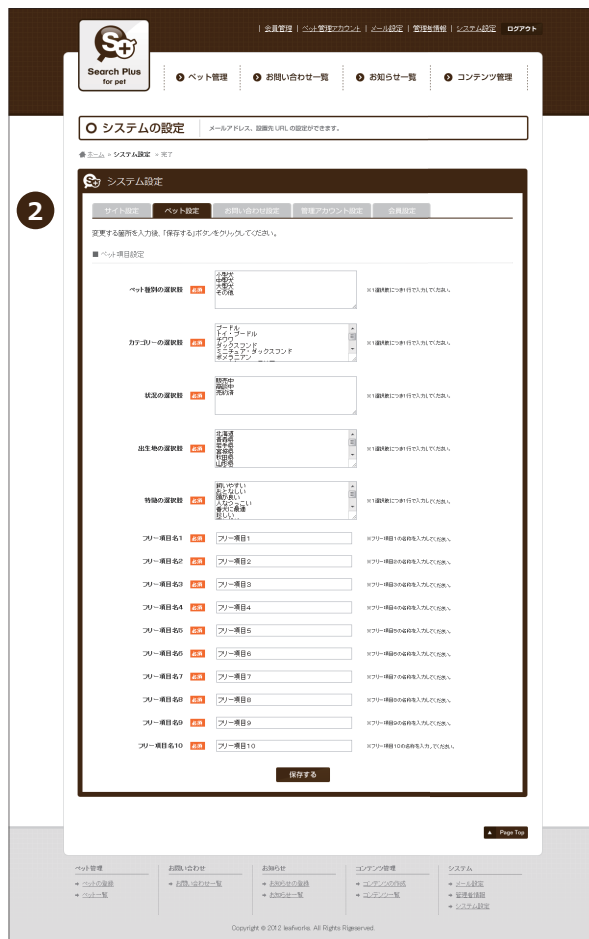 | 会員管理 | ペット管理アカウント | メール設定 | 管理者情報 | システム設定 ログアウト
S+
Search Plus
for pet
ペット管理 お問い合わせ一覧 お知らせ一覧 コンテンツ管理
システムの設定 メールアドレス、設置先 URL の設定ができます。
ホーム » システム設定 » 完了
2
S+ システム設定
サイト設定 ペット設定 お問い合わせ設定 管理アカウント設定 会員設定
変更する箇所を入力後、「保存する」ボタンをクリックしてください。
■ ペット項目設定
ペット種別の選択肢 必須 ※1選択肢につき1行で入力してください。
小型犬
中型犬
大型犬
その他
カテゴリーの選択肢 必須 ※1選択肢につき1行で入力してください。
プードル
トイ・プードル
チワワ
ダックスフンド
ミニチュア・ダックスフンド
ポメラニアン
状況の選択肢 必須 ※1選択肢につき1行で入力してください。
販売中
商談中
売約済
出生地の選択肢 必須 ※1選択肢につき1行で入力してください。
北海道
青森県
岩手県
宮城県
秋田県
山形県
特徴の選択肢 必須 ※1選択肢につき1行で入力してください。
飼いやすい
おとなしい
頭が良い
人なつっこい
番犬に最適
珍しい
フリー項目名1 必須 フリー項目1 ※フリー項目1の名称を入力してください。
フリー項目名2 必須 フリー項目2 ※フリー項目2の名称を入力してください。
フリー項目名3 必須 フリー項目3 ※フリー項目3の名称を入力してください。
フリー項目名4 必須 フリー項目4 ※フリー項目4の名称を入力してください。
フリー項目名5 必須 フリー項目5 ※フリー項目5の名称を入力してください。
フリー項目名6 必須 フリー項目6 ※フリー項目6の名称を入力してください。
フリー項目名7 必須 フリー項目7 ※フリー項目7の名称を入力してください。
フリー項目名8 必須 フリー項目8 ※フリー項目8の名称を入力してください。
フリー項目名9 必須 フリー項目9 ※フリー項目9の名称を入力してください。
フリー項目名10 必須 フリー項目10 ※フリー項目10の名称を入力してください。
保存する
▲ Page Top
ペット管理 お問い合わせ お知らせ コンテンツ管理 システム
ペットの登録 お問い合わせ一覧 お知らせの登録 コンテンツの作成 メール設定
ペット一覧 お知らせ一覧 コンテンツ一覧 管理者情報
システム設定
Copyright © 2012 leafworks. All Rights Rigeserved.